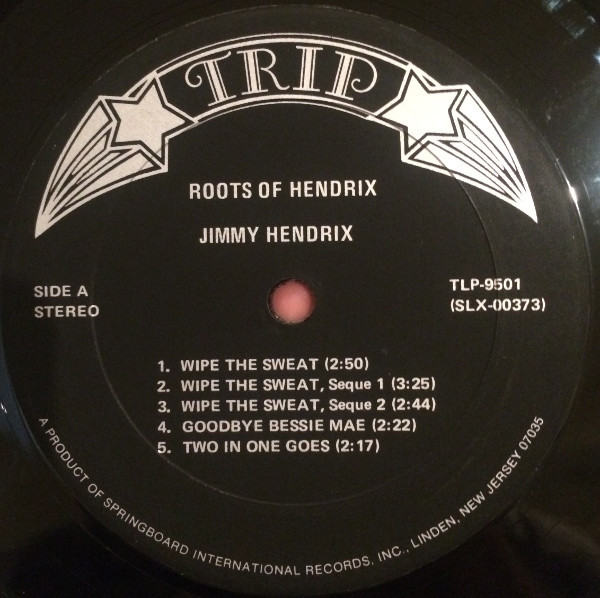 TRIP
ROOTS OF HENDRIX
JIMMY HENDRIX
SIDE A
STEREO
TLP-9501
(SLX-00373)
1. WIPE THE SWEAT (2:50)
2. WIPE THE SWEAT, Seque 1 (3:25)
3. WIPE THE SWEAT, Seque 2 (2:44)
4. GOODBYE BESSIE MAE (2:22)
5. TWO IN ONE GOES (2:17)
A PRODUCT OF SPRINGBOARD INTERNATIONAL RECORDS, INC., LINDEN, NEW JERSEY 07035